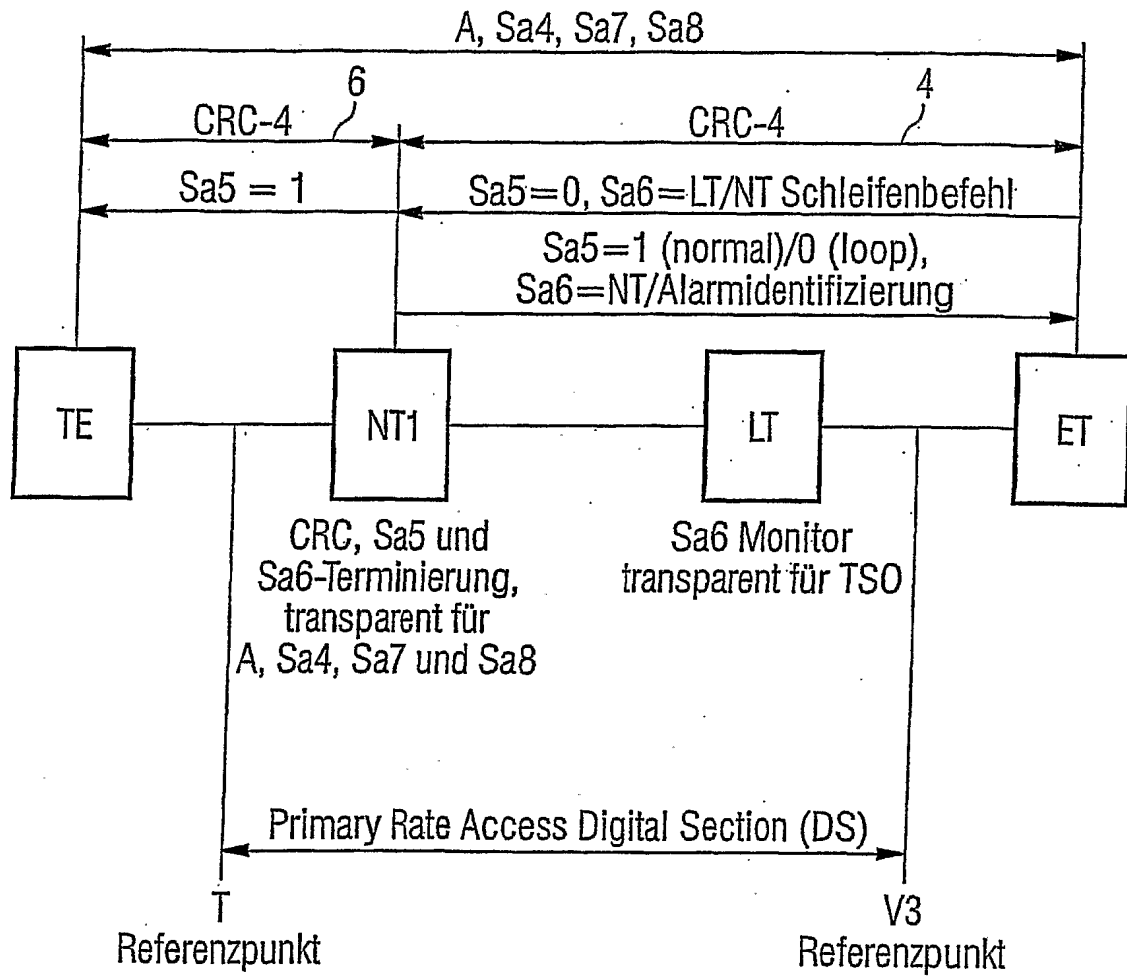 A, Sa4, Sa7, Sa8
6
4
CRC-4
CRC-4
Sa5 = 1
Sa5=0, Sa6=LT/NT Schleifenbefehl
Sa5=1 (normal)/0 (loop),
Sa6=NT/Alarmidentifizierung
TE
NT1
LT
ET
CRC, Sa5 und
Sa6-Terminierung,
transparent für
A, Sa4, Sa7 und Sa8
Sa6 Monitor
transparent für TSO
Primary Rate Access Digital Section (DS)
T
Referenzpunkt
V3
Referenzpunkt